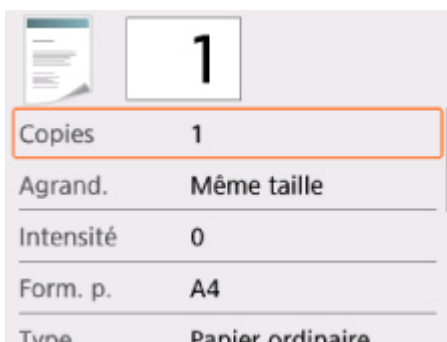 1
Copies 1
Agrand. Même taille
Intensité 0
Form. p. A4
Type Papier ordinaire